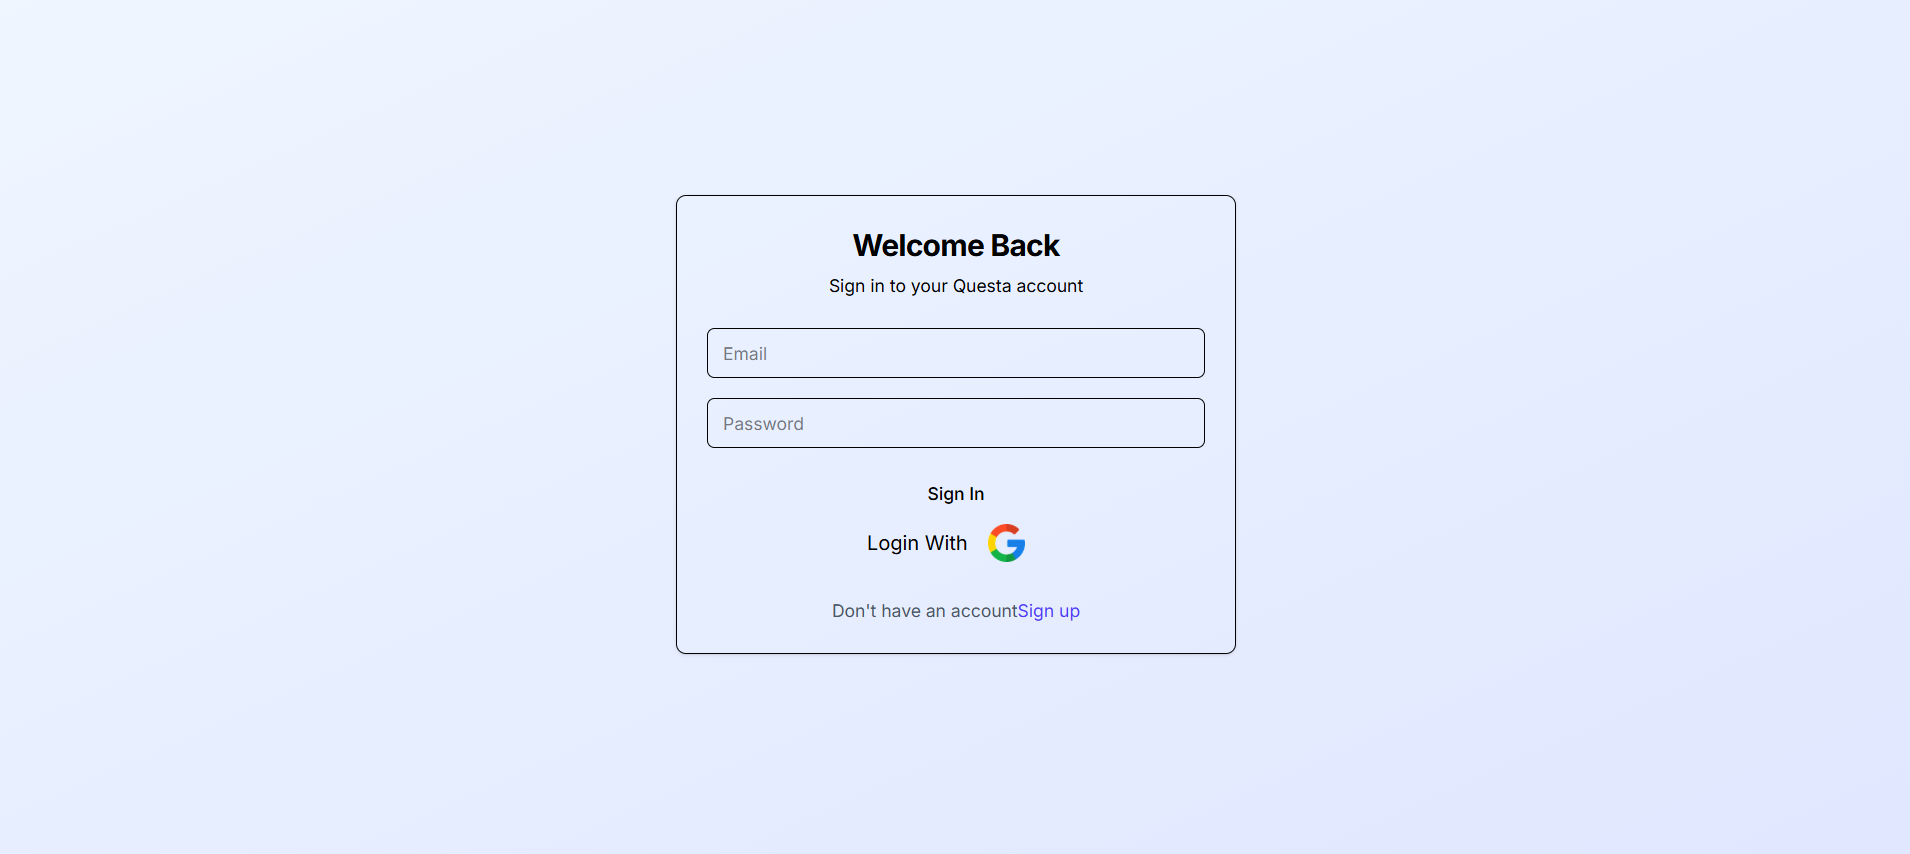 Welcome Back
Sign in to your Questa account
Email
Password
Sign In
Login With
Don't have an accountSign up